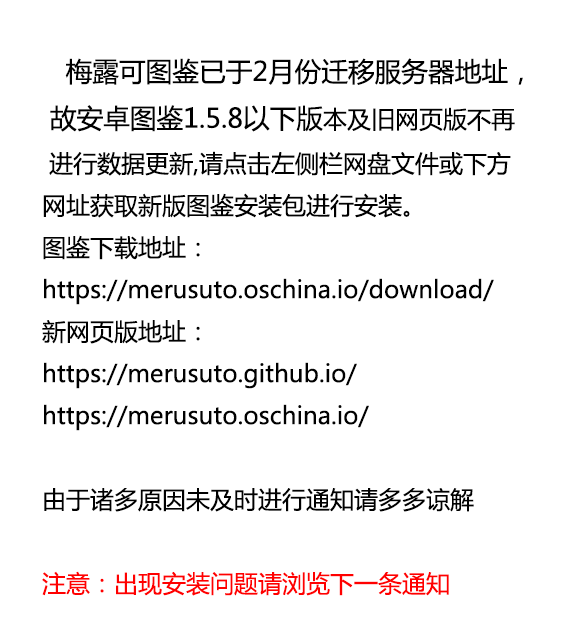 梅露可图鉴已于2月份迁移服务器地址，
故安卓图鉴1.5.8以下版本及旧网页版不再
进行数据更新,请点击左侧栏网盘文件或下方
网址获取新版图鉴安装包进行安装。
图鉴下载地址：
https://merusuto.oschina.io/download/
新网页版地址：
https://merusuto.github.io/
https://merusuto.oschina.io/
由于诸多原因未及时进行通知请多多谅解
注意：出现安装问题请浏览下一条通知